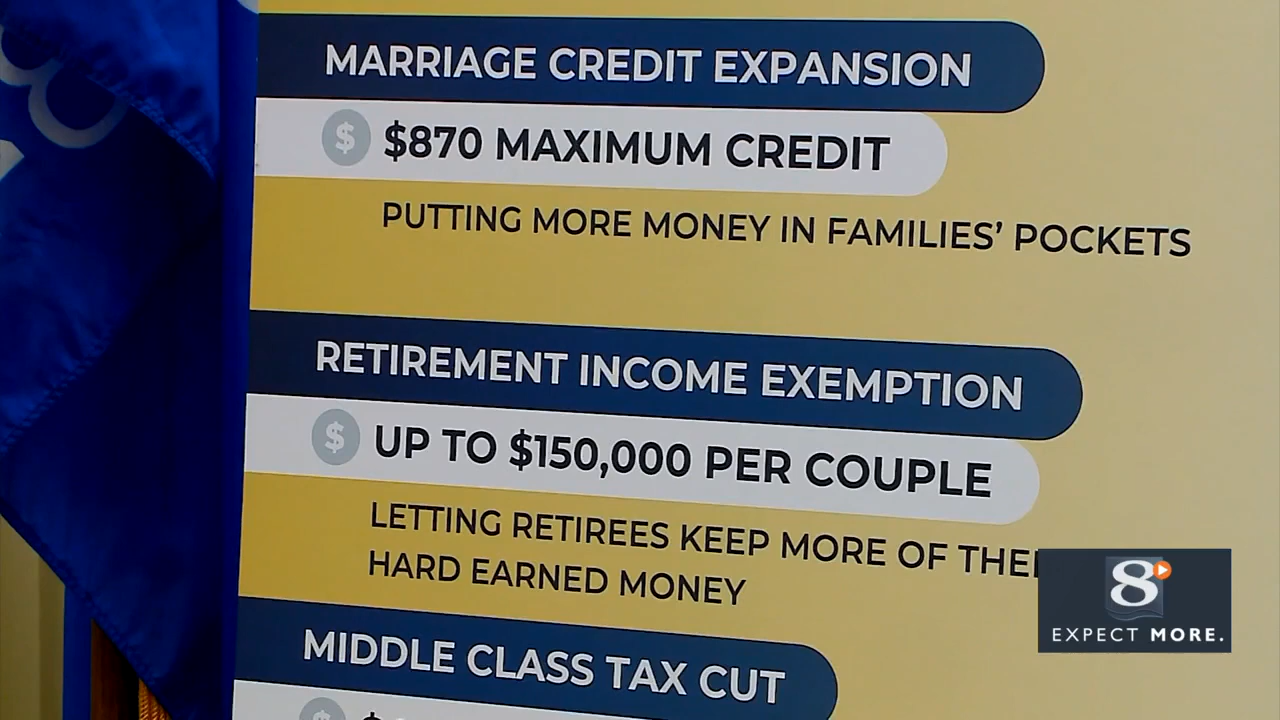 MARRIAGE CREDIT EXPANSION
$ $870 MAXIMUM CREDIT
PUTTING MORE MONEY IN FAMILIES' POCKETS
RETIREMENT INCOME EXEMPTION
$ UP TO $150,000 PER COUPLE
LETTING RETIREES KEEP MORE OF
HARD EARNED MONEY
MIDDLE CLASS TAX CUT
8
EXPECT MORE.